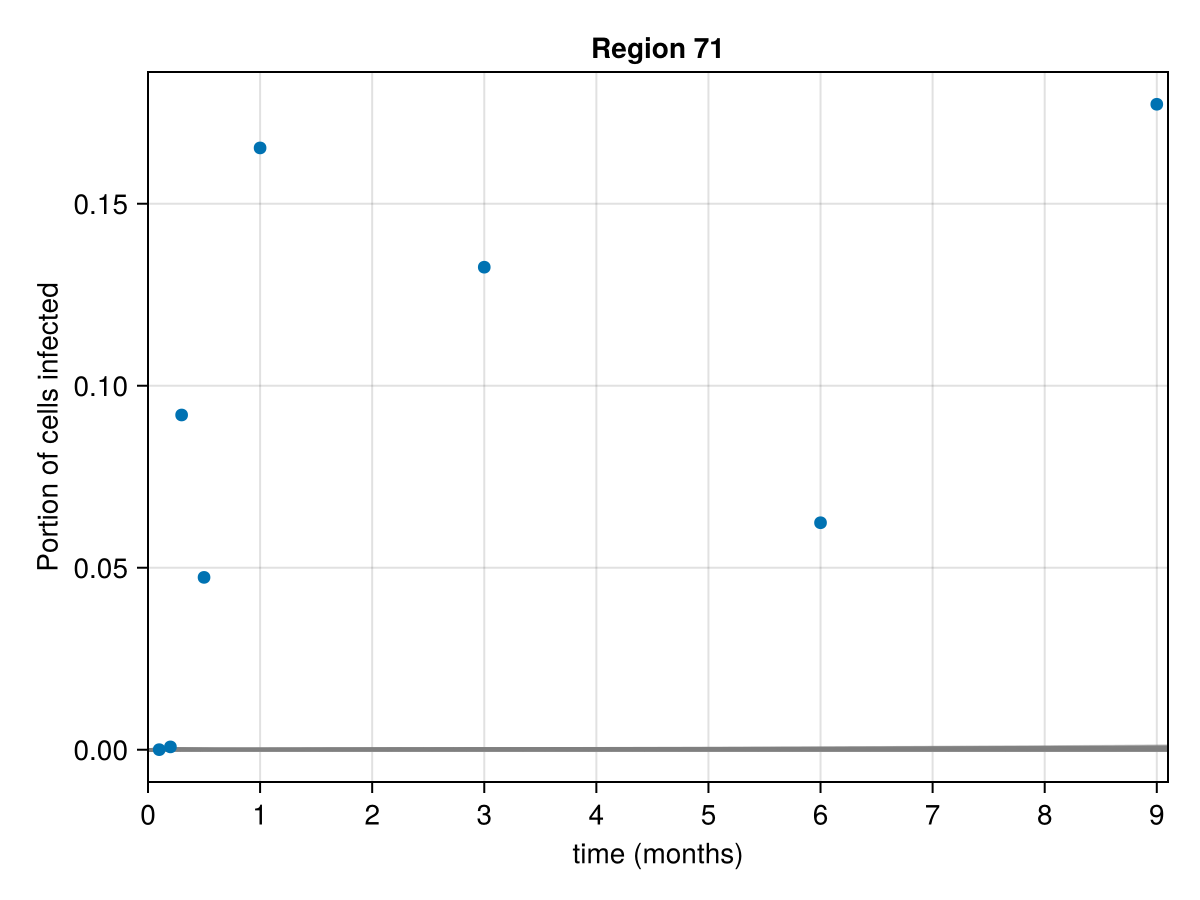 Region 71
Portion of cells infected
0.15
0.10
0.05
0.00
0 1 2 3 4 5 6 7 8 9
time (months)